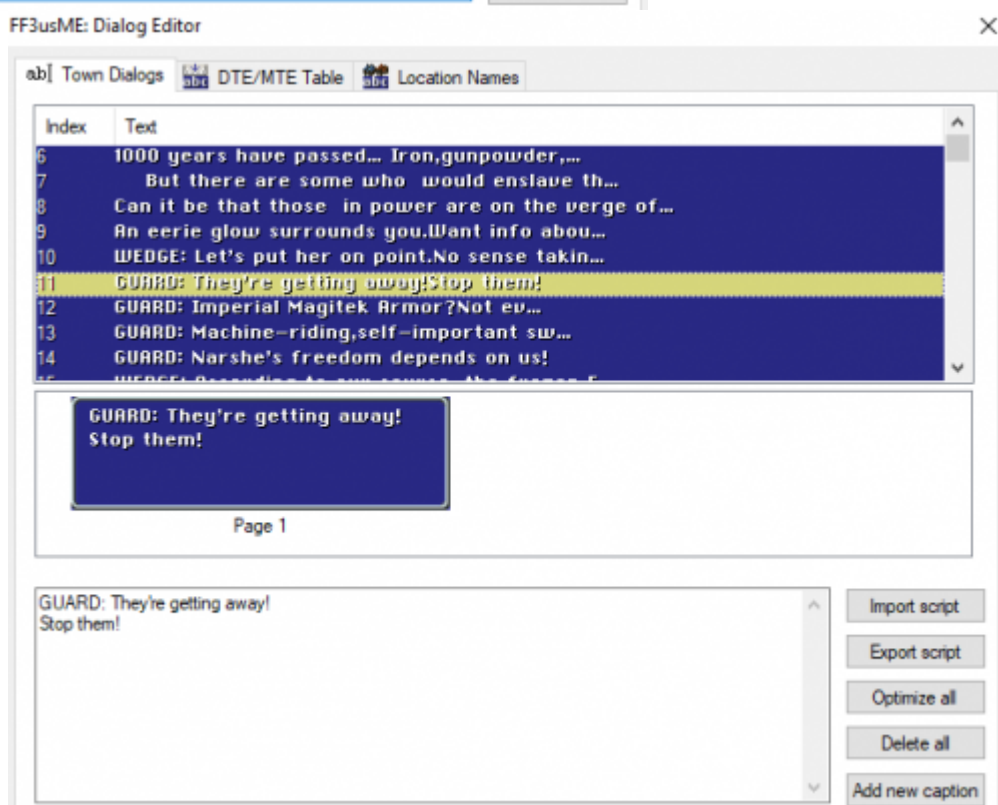 FF3usME: Dialog Editor
ab[ Town Dialogs DTE/MTE Table Location Names
Index Text
6 1000 years have passed... Iron,gunpowder,...
7 But there are some who would enslave th...
8 Can it be that those in power are on the verge of...
9 An eerie glow surrounds you.Want info abou...
10 WEDGE: Let's put her on point.No sense takin...
11 GUARD: They're getting away!Stop them!
12 GUARD: Imperial Magitek Armor?Not ev...
13 GUARD: Machine-riding,self-important sw...
14 GUARD: Narshe's freedom depends on us!
GUARD: They're getting away!
Stop them!
Page 1
GUARD: They're getting away!
Stop them!
Import script
Export script
Optimize all
Delete all
Add new caption